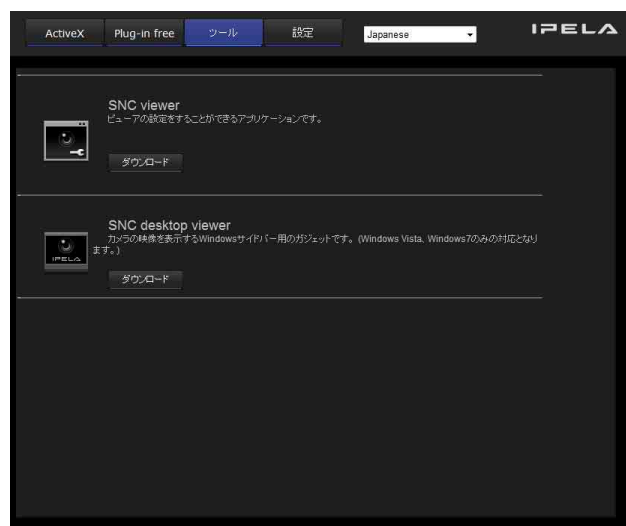 ActiveX Plug-in free ツール 設定 Japanese IPELA
SNC viewer
ビューアの設定をすることができるアプリケーションです。
ダウンロード
SNC desktop viewer
カメラの映像を表示するWindowsサイドバー用のガジェットです。(Windows Vista, Windows7のみの対応となり
ます。)
IPELA
ダウンロード